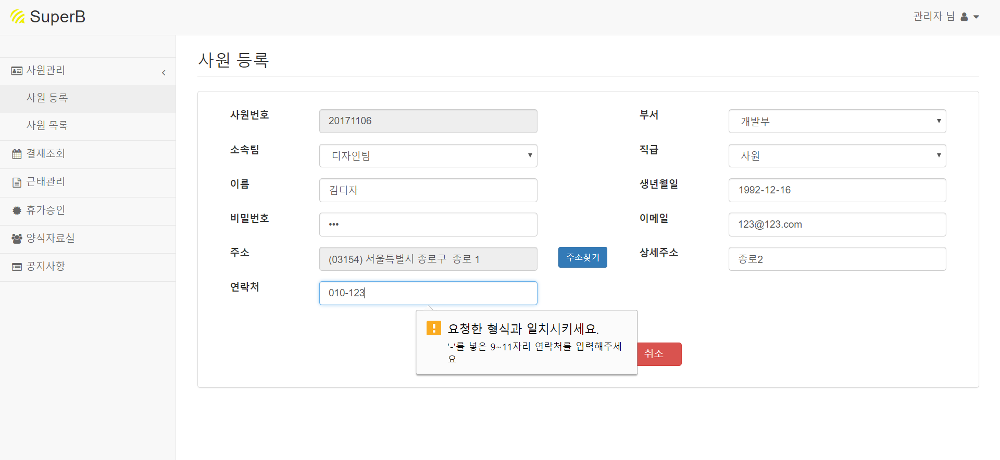 SuperB
관리자 님
사원관리
사원 등록
사원 목록
결재조회
근태관리
휴가승인
양식자료실
공지사항
사원 등록
사원번호 20171106 부서 개발부
소속팀 디자인팀 직급 사원
이름 김디자 생년월일 1992-12-16
비밀번호 ••• 이메일 123@123.com
주소 (03154) 서울특별시 종로구  종로 1 주소찾기 상세주소 종로2
연락처 010-123
요청한 형식과 일치시키세요.
'-'를 넣은 9~11자리 연락처를 입력해주세
요
취소